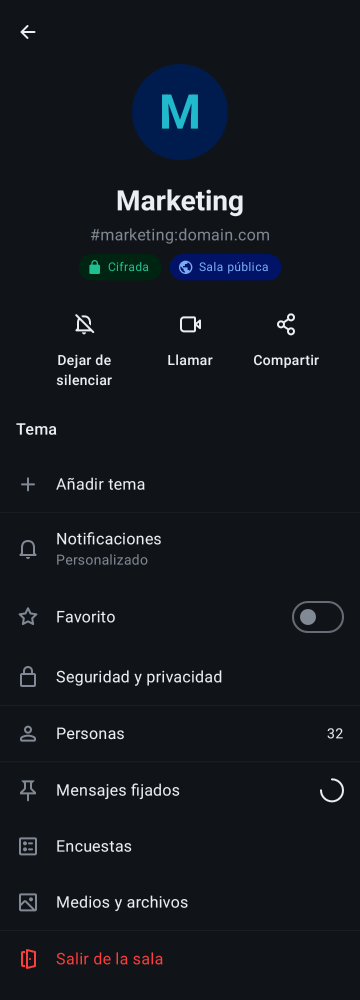 M
Marketing
#marketing:domain.com
Cifrada
Sala pública
Dejar de
silenciar
Llamar
Compartir
Tema
Añadir tema
Notificaciones
Personalizado
Favorito
Seguridad y privacidad
Personas
32
Mensajes fijados
Encuestas
Medios y archivos
Salir de la sala